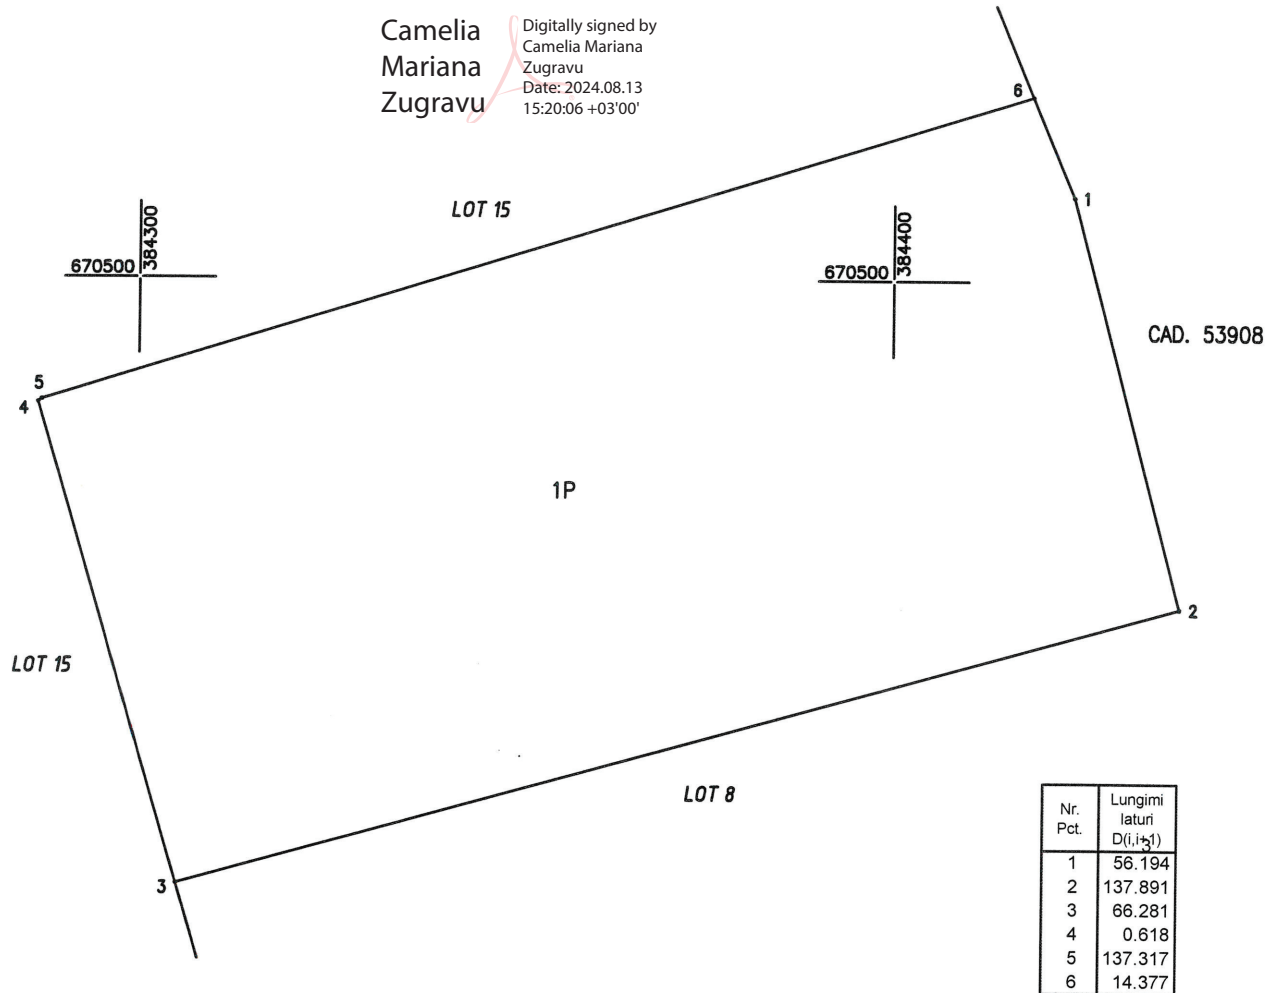 Camelia
Mariana
Zugravu
Digitally signed by
Camelia Mariana
Zugravu
Date: 2024.08.13
15:20:06 +03'00'
6
1
LOT 15
384300
670500
384400
670500
CAD. 53908
5
4
1P
2
LOT 15
LOT 8
3
Nr. Pct. Lungimi laturi D(i,i+1)
3
1 56.194
2 137.891
3 66.281
4 0.618
5 137.317
6 14.377